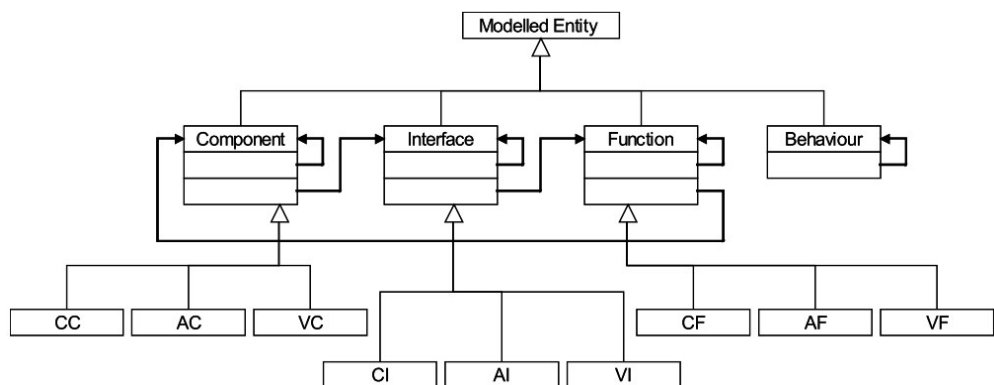 Modelled Entity
Component
Interface
Function
Behaviour
CC
AC
VC
CF
AF
VF
CI
AI
VI